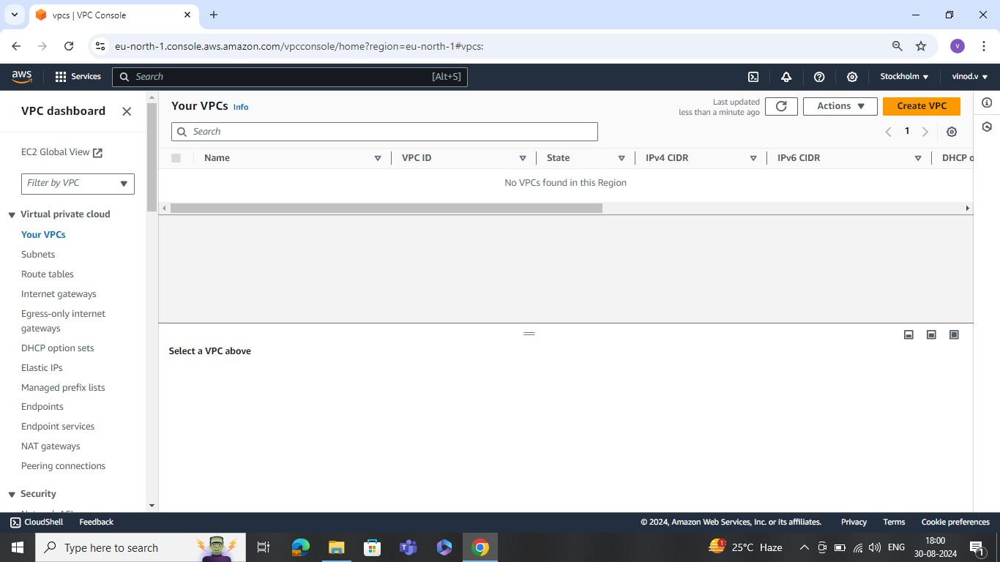 vpcs | VPC Console
eu-north-1.console.aws.amazon.com/vpcconsole/home?region=eu-north-1#vpcs:
V
aws
Services
Search [Alt+S]
Stockholm
vinod.v
VPC dashboard
EC2 Global View
Filter by VPC
Virtual private cloud
Your VPCs
Subnets
Route tables
Internet gateways
Egress-only internet
gateways
DHCP option sets
Elastic IPs
Managed prefix lists
Endpoints
Endpoint services
NAT gateways
Peering connections
Security
Your VPCs Info
Last updated
less than a minute ago
Actions
Create VPC
Search
1
Name VPC ID State IPv4 CIDR IPv6 CIDR DHCP
No VPCs found in this Region
Select a VPC above
CloudShell Feedback © 2024, Amazon Web Services, Inc. or its affiliates. Privacy Terms Cookie preferences
Type here to search
1
25°C Haze
ENG
18:00
30-08-2024
1